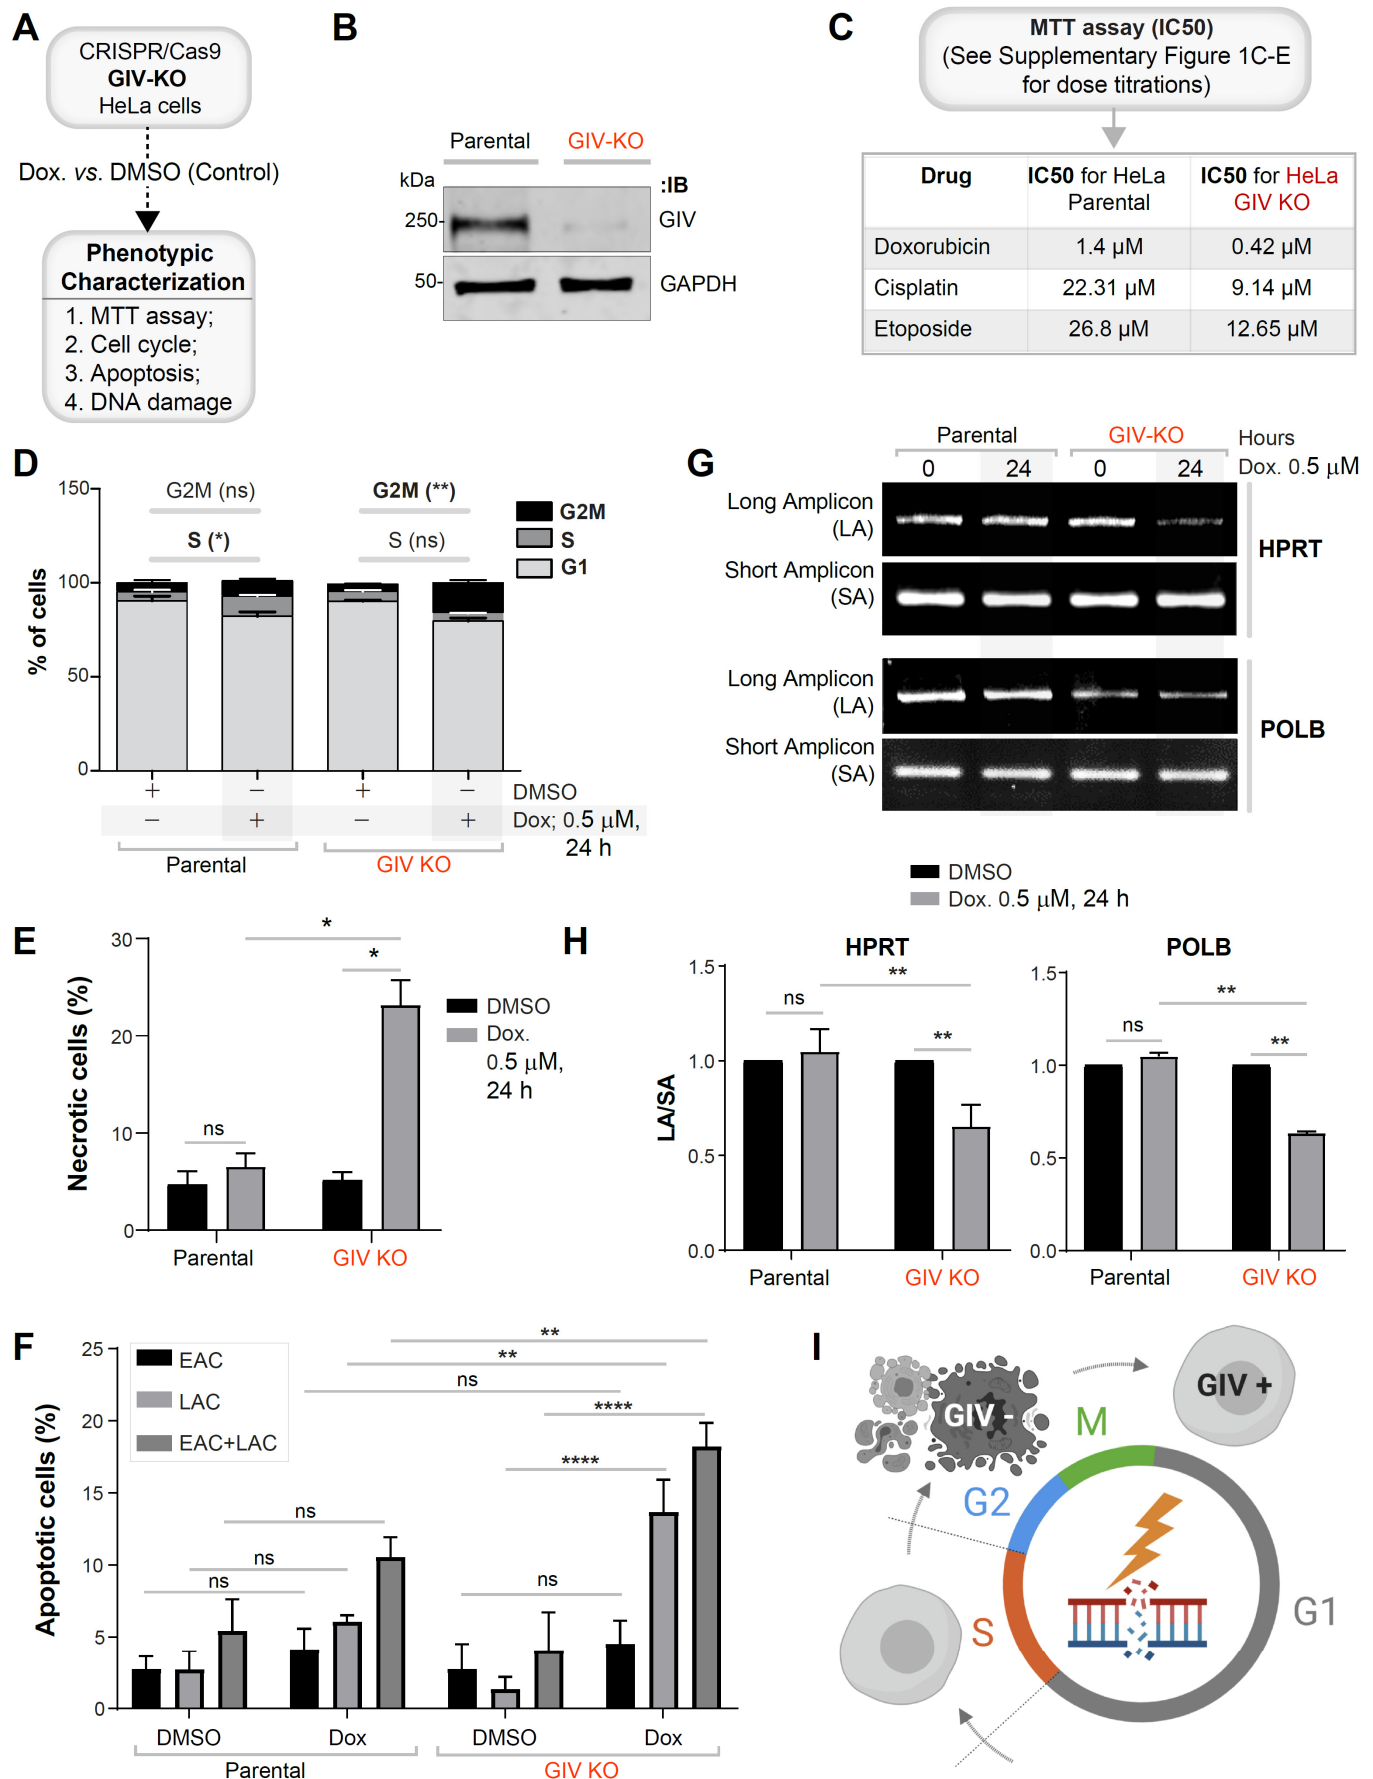 A
CRISPR/Cas9
GIV-KO
HeLa cells
Dox. vs. DMSO (Control)
Phenotypic
Characterization
1. MTT assay;
2. Cell cycle;
3. Apoptosis;
4. DNA damage
B
Parental GIV-KO
kDa :IB
250 GIV
50 GAPDH
C
MTT assay (IC50)
(See Supplementary Figure 1C-E
for dose titrations)
Drug IC50 for HeLa Parental IC50 for HeLa GIV KO
Doxorubicin 1.4 µM 0.42 µM
Cisplatin 22.31 µM 9.14 µM
Etoposide 26.8 µM 12.65 µM
D
% of cells
150
100
50
0
G2M (ns) G2M (**)
S (*) S (ns)
G2M
S
G1
+ − + − DMSO
− + − + Dox; 0.5 µM,
24 h
Parental GIV KO
E
Necrotic cells (%)
30
20
10
0
*
*
ns
DMSO
Dox.
0.5 µM,
24 h
Parental GIV KO
F
Apoptotic cells (%)
25
20
15
10
5
0
EAC
LAC
EAC+LAC
**
**
ns
****
****
ns
ns
ns
ns
DMSO Dox DMSO Dox
Parental GIV KO
G
Parental GIV-KO Hours
0 24 0 24 Dox. 0.5 µM
Long Amplicon
(LA)
HPRT
Short Amplicon
(SA)
Long Amplicon
(LA)
POLB
Short Amplicon
(SA)
DMSO
Dox. 0.5 µM, 24 h
H
HPRT
LA/SA
1.5
1.0
0.5
0.0
**
ns
**
Parental GIV KO
POLB
1.5
1.0
0.5
0.0
**
ns
**
Parental GIV KO
I
GIV -
GIV +
M
G2
S
G1